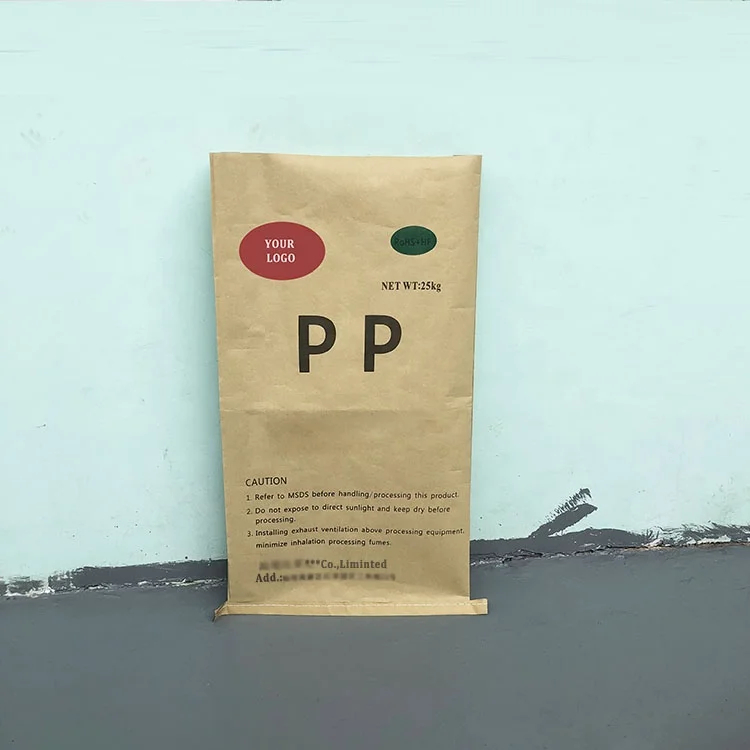 YOUR
LOGO
RoHS+HF
NET WT:25kg
PP
CAUTION
1. Refer to MSDS before handling/processing this product.
2. Do not expose to direct sunlight and keep dry before
processing.
3. Installing exhaust ventilation above processing equipment,
minimize inhalation processing fumes.
***Co.,Liminted
Add.: